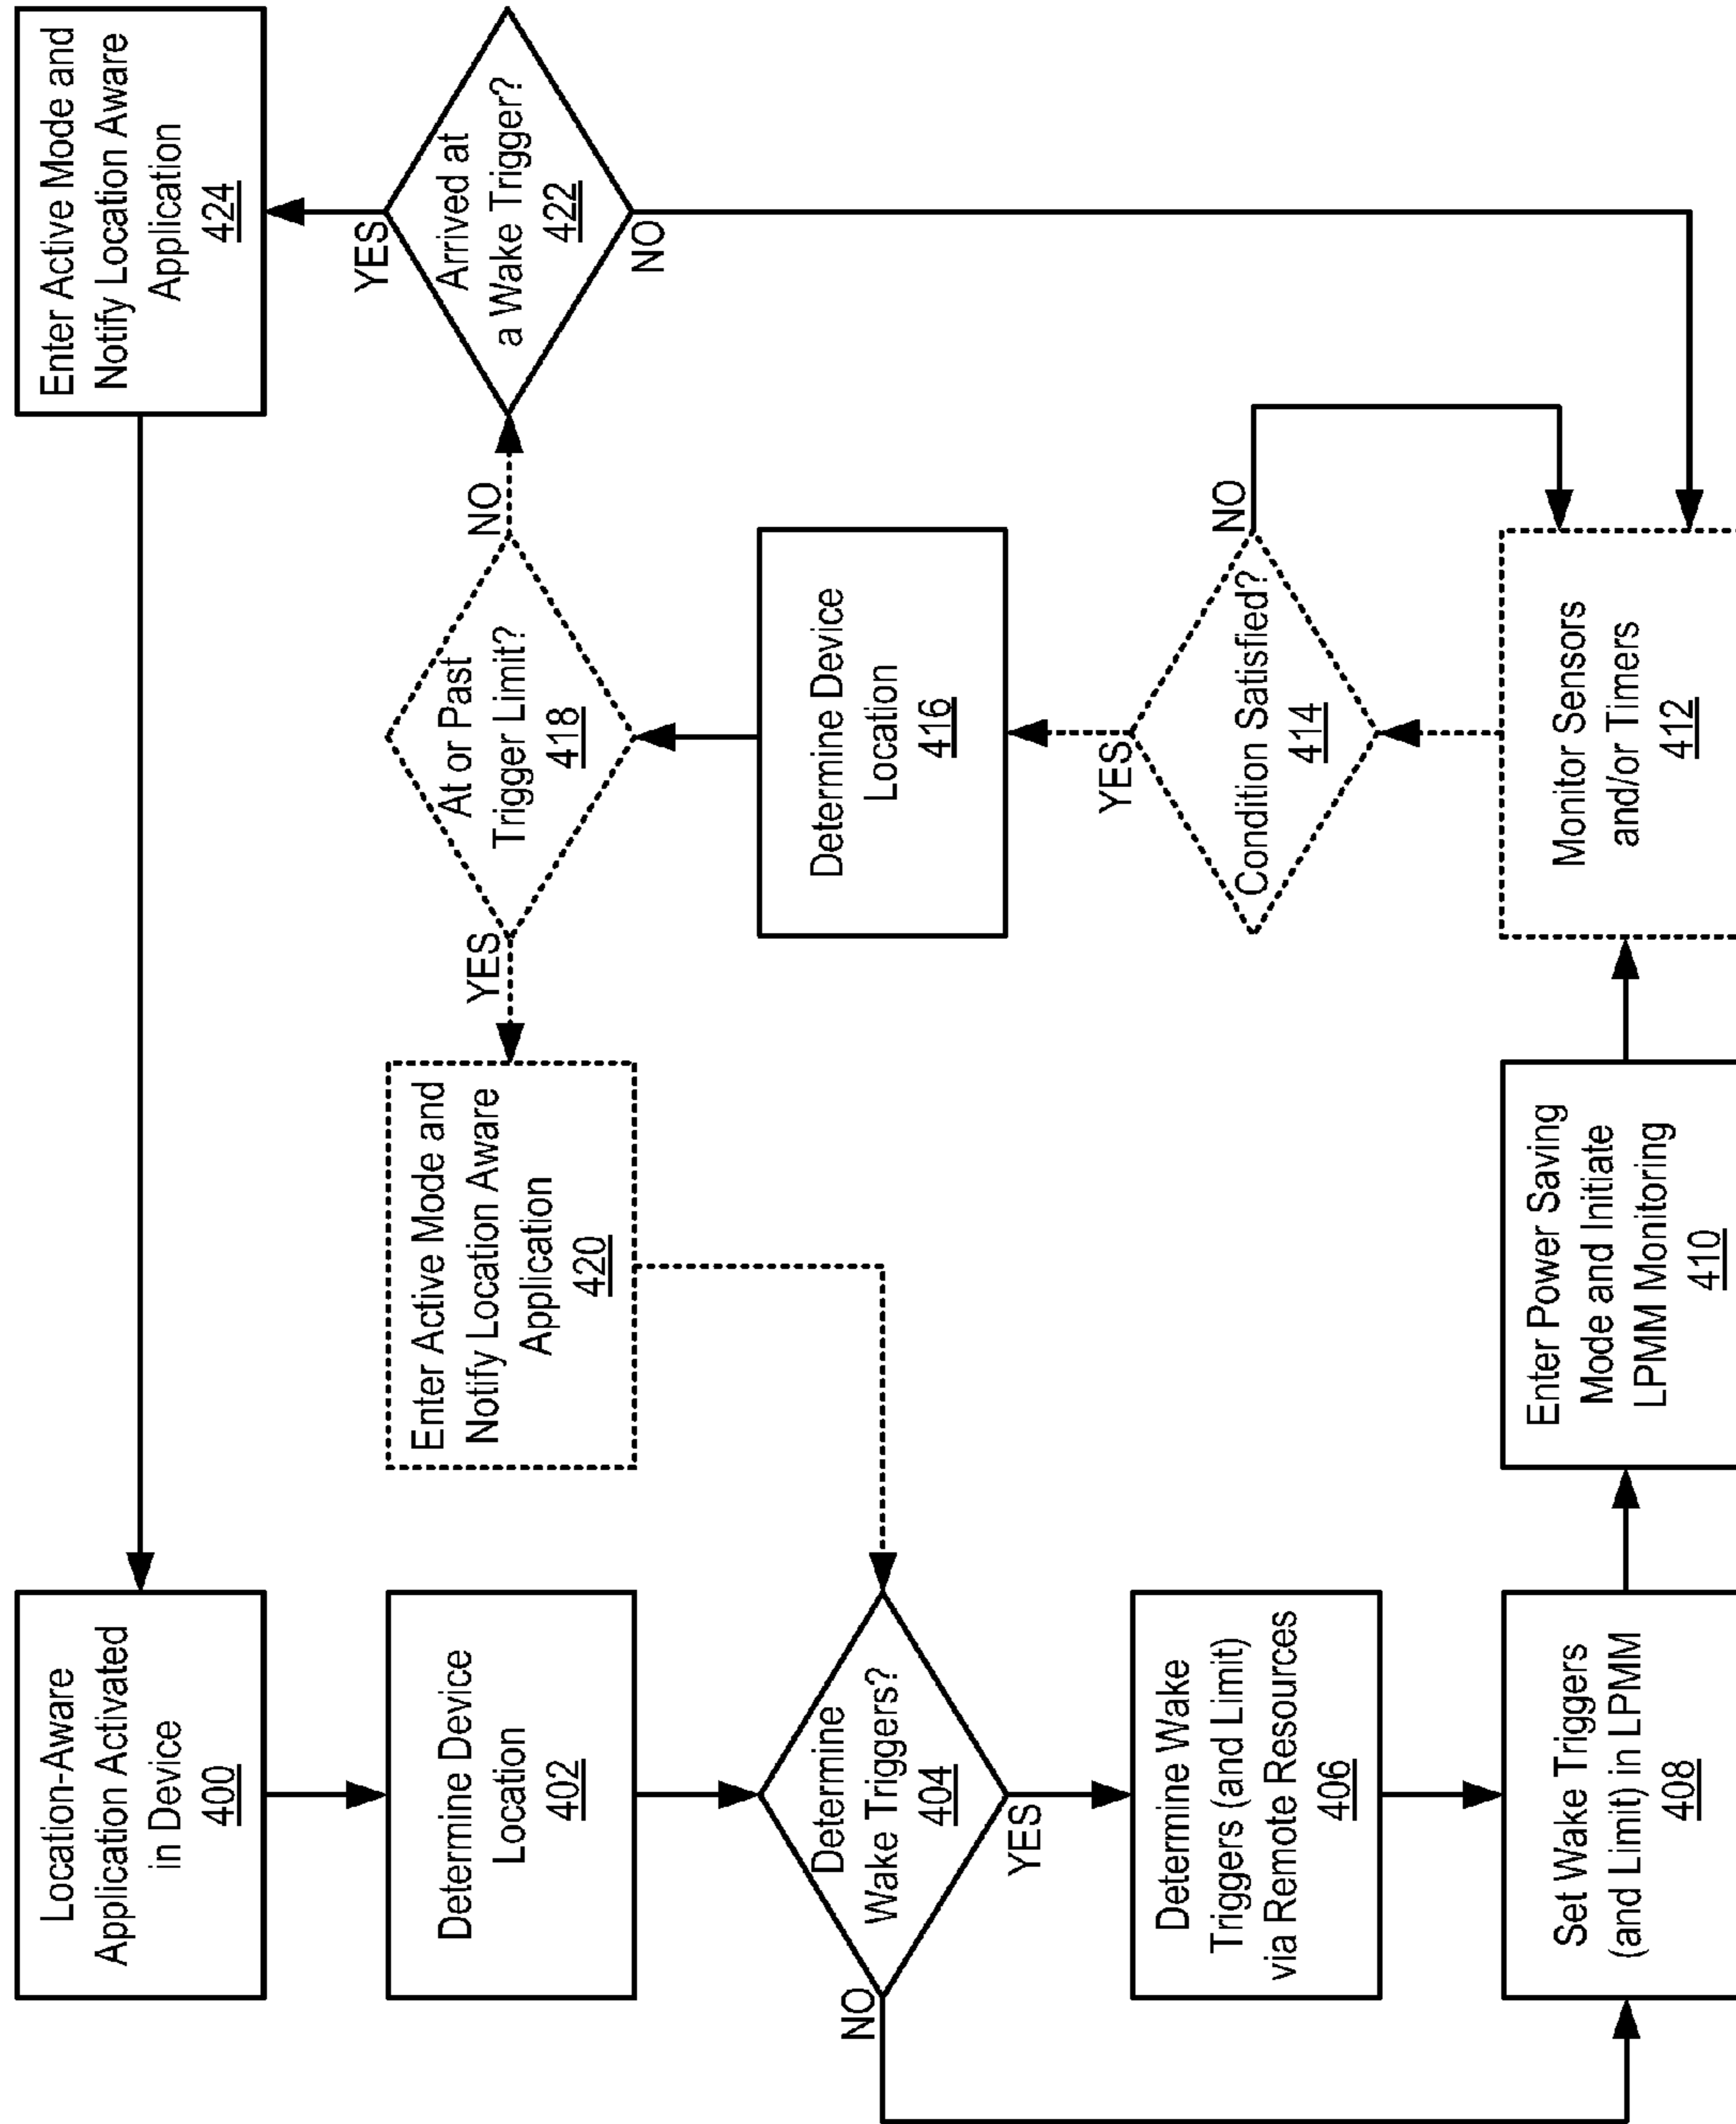 Location-Aware
Application Activated
in Device
400
Determine Device
Location
402
Determine
Wake Triggers?
404
NO
YES
Determine Wake
Triggers (and Limit)
via Remote Resources
406
Set Wake Triggers
(and Limit) in LPMM
408
Enter Power Saving
Mode and Initiate
LPMM Monitoring
410
Monitor Sensors
and/or Timers
412
Condition Satisfied?
414
NO
YES
Determine Device
Location
416
At or Past
Trigger Limit?
418
YES
NO
Enter Active Mode and
Notify Location Aware
Application
420
Arrived at
a Wake Trigger?
422
YES
NO
Enter Active Mode and
Notify Location Aware
Application
424